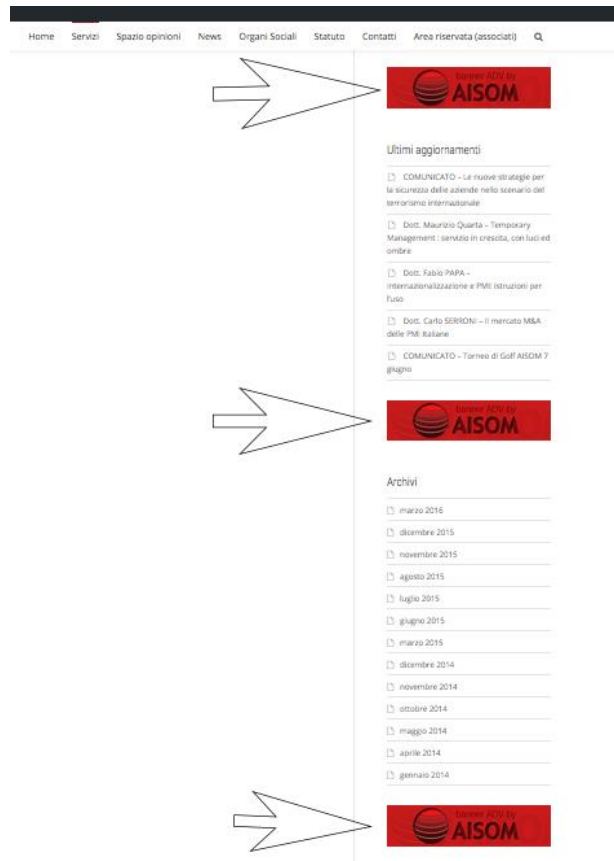 Home Servizi Spazio opinioni News Organi Sociali Statuto Contatti Area riservata (associati)
banner ADV by
AISOM
Ultimi aggiornamenti
COMUNICATO – Le nuove strategie per
la sicurezza delle aziende nello scenario del
terrorismo internazionale
Dott. Maurizio Quarta – Temporary
Management : servizio in crescita, con luci ed
ombre
Dott. Fabio PAPA –
Internazionalizzazione e PMI: istruzioni per
l'uso
Dott. Carlo SERRONI – Il mercato M&A
delle PMI Italiane
COMUNICATO – Torneo di Golf AISOM 7
giugno
banner ADV by
AISOM
Archivi
marzo 2016
dicembre 2015
novembre 2015
agosto 2015
luglio 2015
giugno 2015
marzo 2015
dicembre 2014
novembre 2014
ottobre 2014
maggio 2014
aprile 2014
gennaio 2014
banner ADV by
AISOM